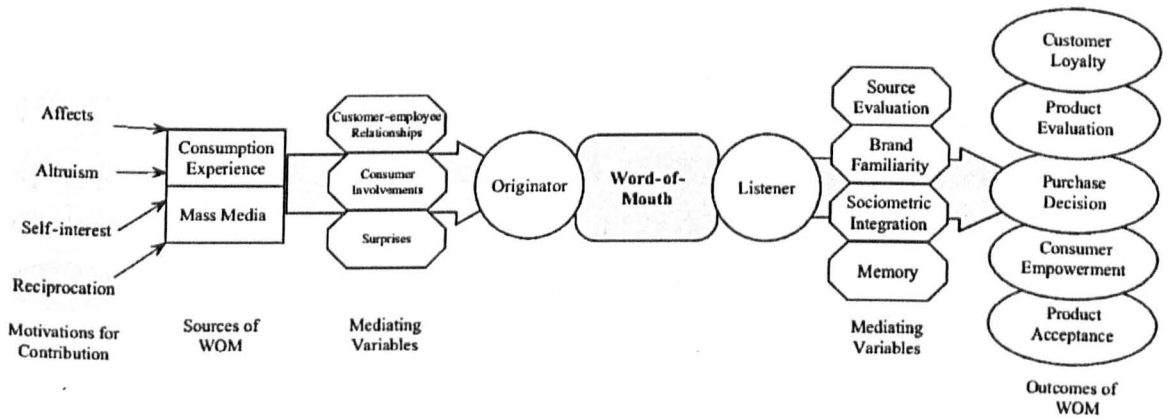 Affects
Altruism
Self-interest
Reciprocation
Motivations for
Contribution
Consumption
Experience
Mass Media
Sources of
WOM
Customer-employee
Relationships
Consumer
Involvements
Surprises
Mediating
Variables
Originator
Word-of-
Mouth
Listener
Source
Evaluation
Brand
Familiarity
Sociometric
Integration
Memory
Mediating
Variables
Customer
Loyalty
Product
Evaluation
Purchase
Decision
Consumer
Empowerment
Product
Acceptance
Outcomes of
WOM